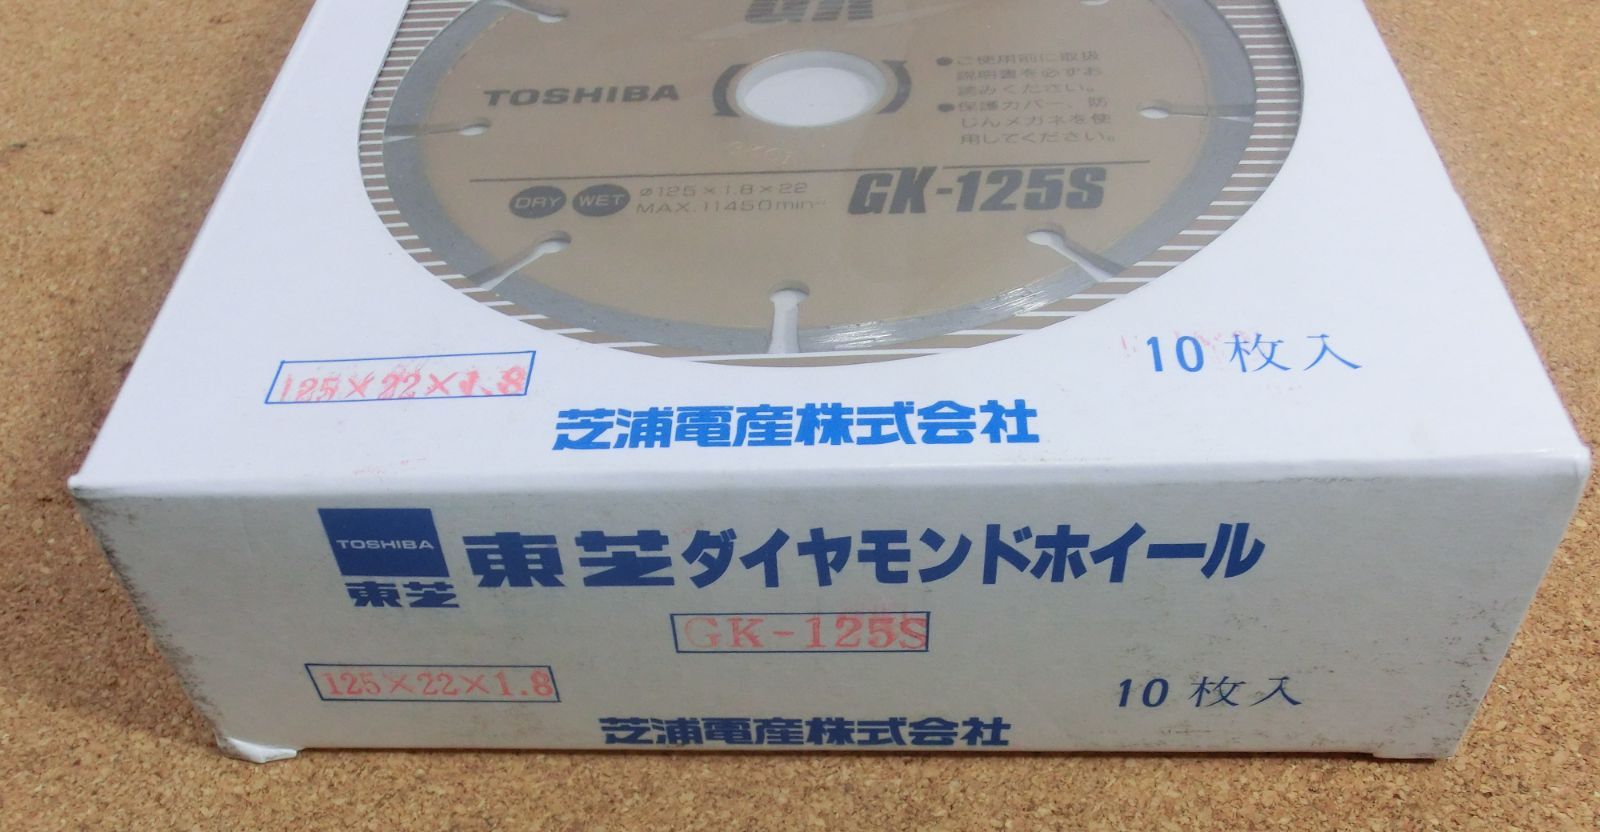 GK
TOSHIBA
●ご使用前に取扱
説明書を必ずお
読みください。
●保護カバー、防
じんメガネを使
用してください。
DRY WET
ø125×1.8×22
MAX.11450min⁻¹
GK-125S
125×22×1.8
10枚入
芝浦電産株式会社
TOSHIBA
東芝
東芝ダイヤモンドホイール
GK-125S
125×22×1.8
10枚入
芝浦電産株式会社